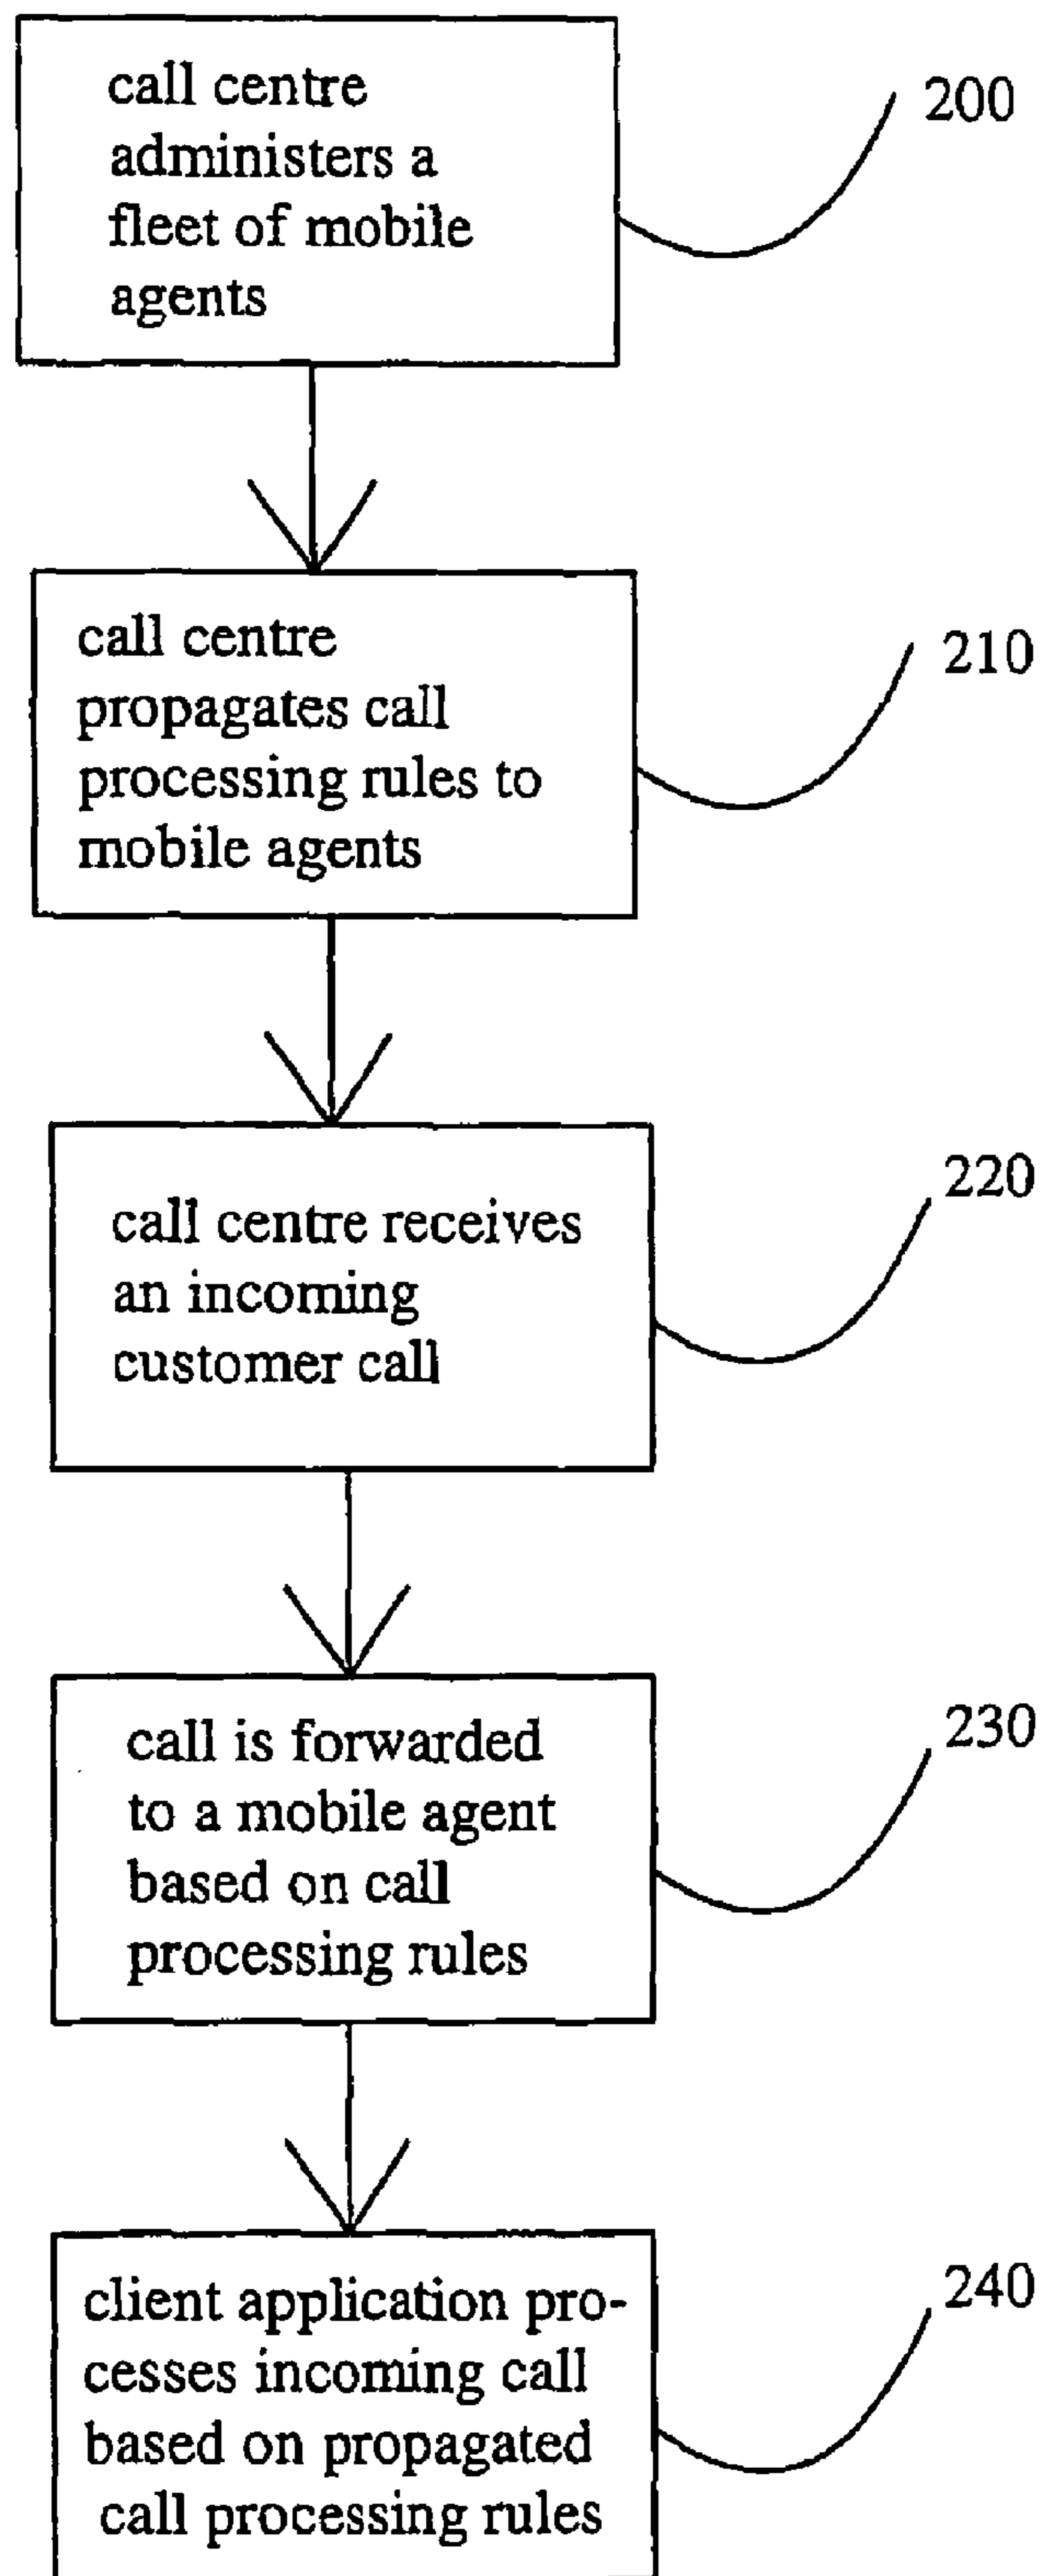 call centre
administers a
fleet of mobile
agents
200
call centre
propagates call
processing rules to
mobile agents
210
call centre receives
an incoming
customer call
220
call is forwarded
to a mobile agent
based on call
processing rules
230
client application pro-
cesses incoming call
based on propagated
call processing rules
240